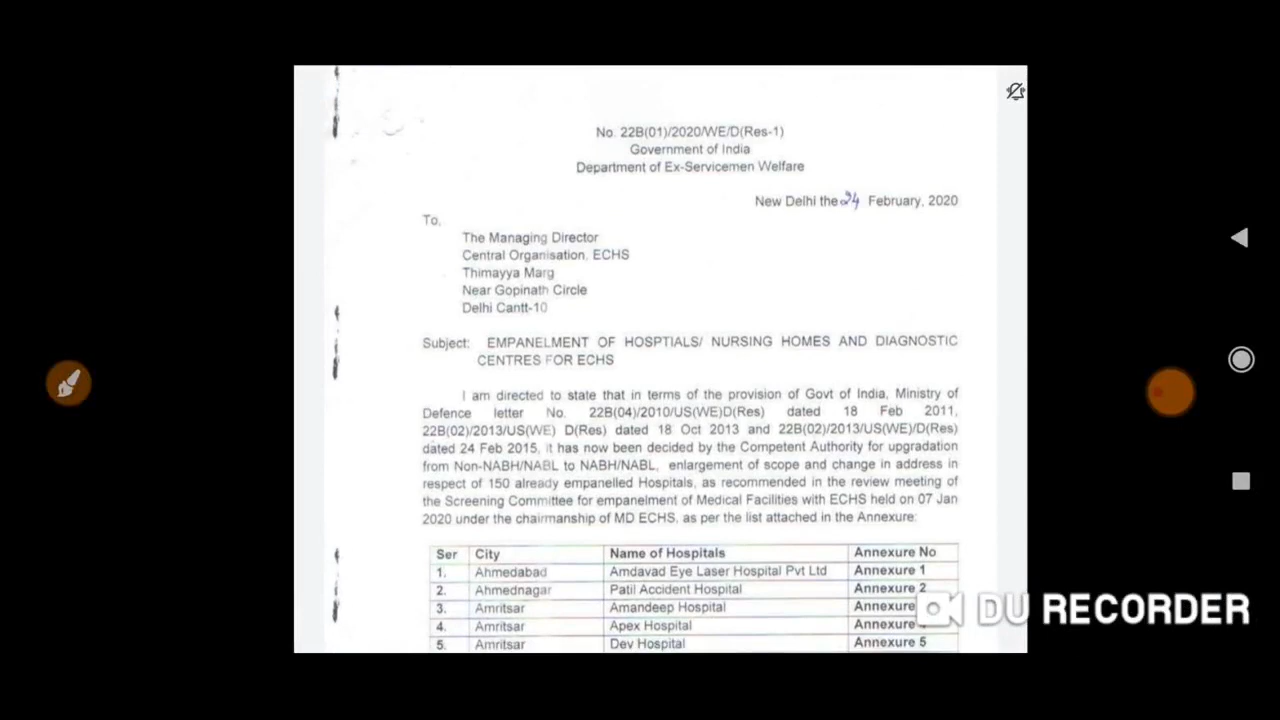 No. 22B(01)/2020/WE/D(Res-1)
Government of India
Department of Ex-Servicemen Welfare
New Delhi the 24 February, 2020
To,
The Managing Director
Central Organisation, ECHS
Thimayya Marg
Near Gopinath Circle
Delhi Cantt-10
Subject: EMPANELMENT OF HOSPTIALS/ NURSING HOMES AND DIAGNOSTIC
CENTRES FOR ECHS
I am directed to state that in terms of the provision of Govt of India, Ministry of
Defence letter No. 22B(04)/2010/US(WE)D(Res) dated 18 Feb 2011,
22B(02)/2013/US(WE) D(Res) dated 18 Oct 2013 and 22B(02)/2013/US(WE)/D(Res)
dated 24 Feb 2015, it has now been decided by the Competent Authority for upgradation
from Non-NABH/NABL to NABH/NABL, enlargement of scope and change in address in
respect of 150 already empanelled Hospitals, as recommended in the review meeting of
the Screening Committee for empanelment of Medical Facilities with ECHS held on 07 Jan
2020 under the chairmanship of MD ECHS, as per the list attached in the Annexure:
Ser City Name of Hospitals Annexure No
1. Ahmedabad Amdavad Eye Laser Hospital Pvt Ltd Annexure 1
2. Ahmednagar Patil Accident Hospital Annexure 2
3. Amritsar Amandeep Hospital Annexure
4. Amritsar Apex Hospital Annexure
5. Amritsar Dev Hospital Annexure 5
DU RECORDER